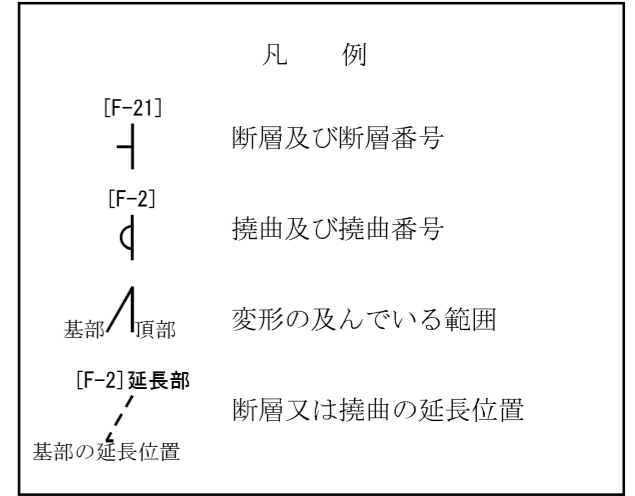 凡　例
[F-21]
断層及び断層番号
[F-2]
撓曲及び撓曲番号
基部 頂部
変形の及んでいる範囲
[F-2]延長部
断層又は撓曲の延長位置
基部の延長位置